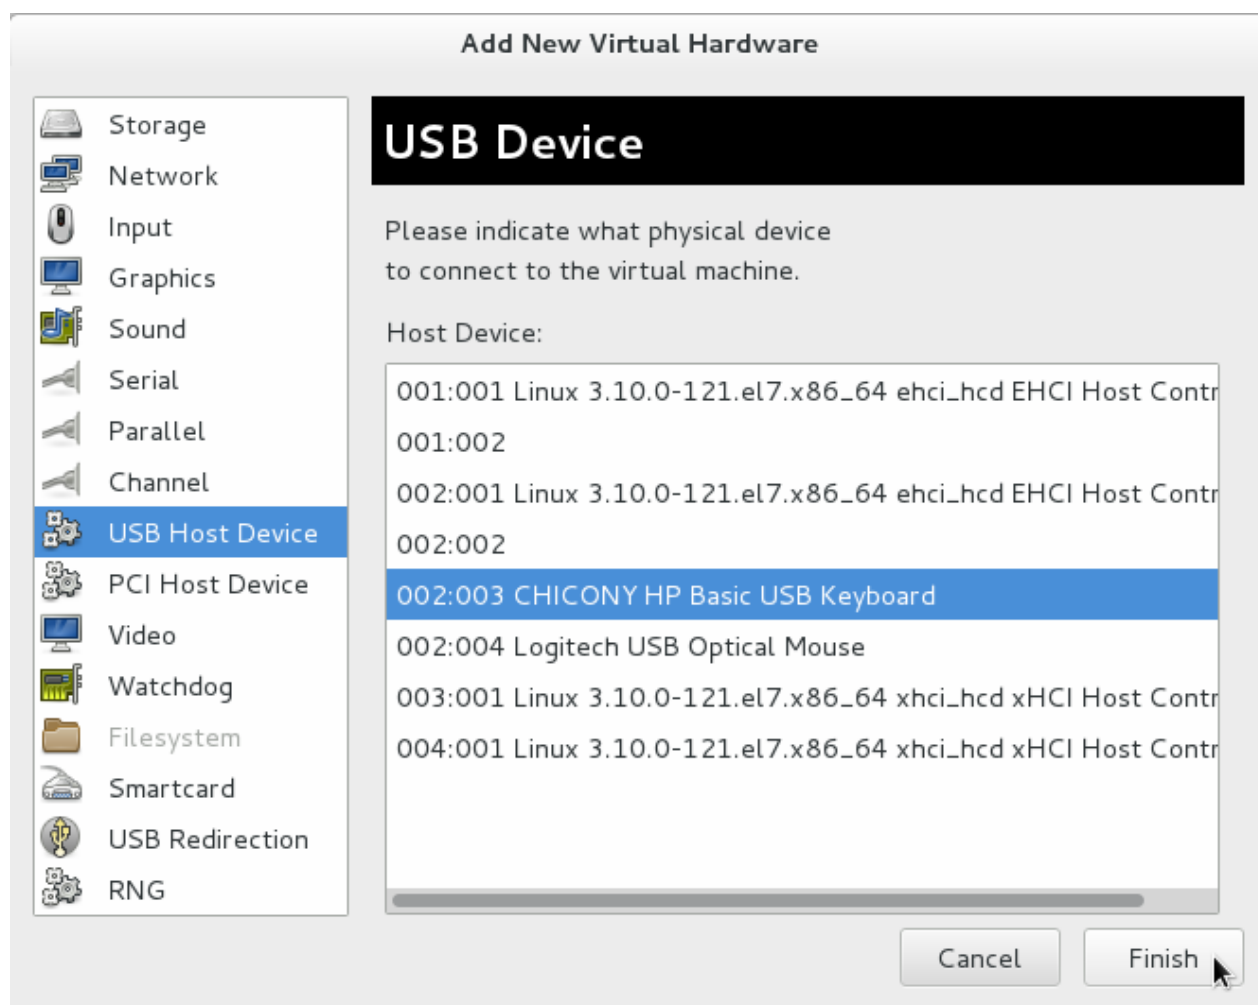 Add New Virtual Hardware
Storage
Network
Input
Graphics
Sound
Serial
Parallel
Channel
USB Host Device
PCI Host Device
Video
Watchdog
Filesystem
Smartcard
USB Redirection
RNG
USB Device
Please indicate what physical device
to connect to the virtual machine.
Host Device:
001:001 Linux 3.10.0-121.el7.x86_64 ehci_hcd EHCI Host Contr
001:002
002:001 Linux 3.10.0-121.el7.x86_64 ehci_hcd EHCI Host Contr
002:002
002:003 CHICONY HP Basic USB Keyboard
002:004 Logitech USB Optical Mouse
003:001 Linux 3.10.0-121.el7.x86_64 xhci_hcd xHCI Host Contr
004:001 Linux 3.10.0-121.el7.x86_64 xhci_hcd xHCI Host Contr
Cancel
Finish